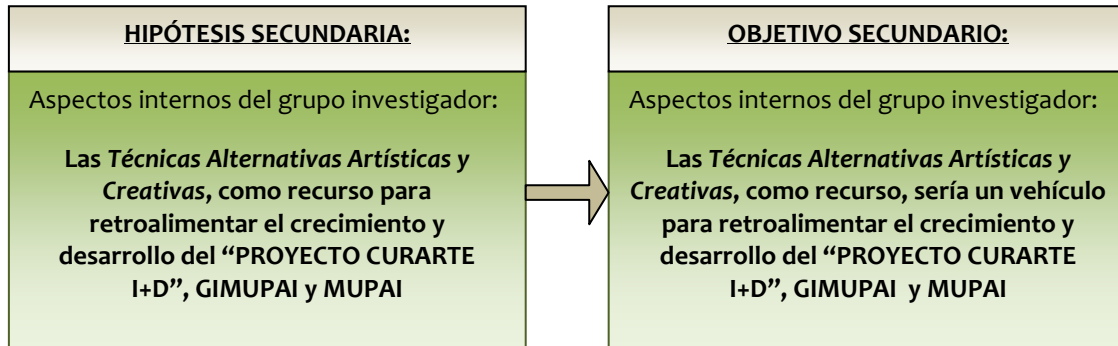 HIPÓTESIS SECUNDARIA:
Aspectos internos del grupo investigador:
Las Técnicas Alternativas Artísticas y
Creativas, como recurso para
retroalimentar el crecimiento y
desarrollo del “PROYECTO CURARTE
I+D”, GIMUPAI y MUPAI
OBJETIVO SECUNDARIO:
Aspectos internos del grupo investigador:
Las Técnicas Alternativas Artísticas y
Creativas, como recurso, sería un vehículo
para retroalimentar el crecimiento y
desarrollo del “PROYECTO CURARTE
I+D”, GIMUPAI y MUPAI